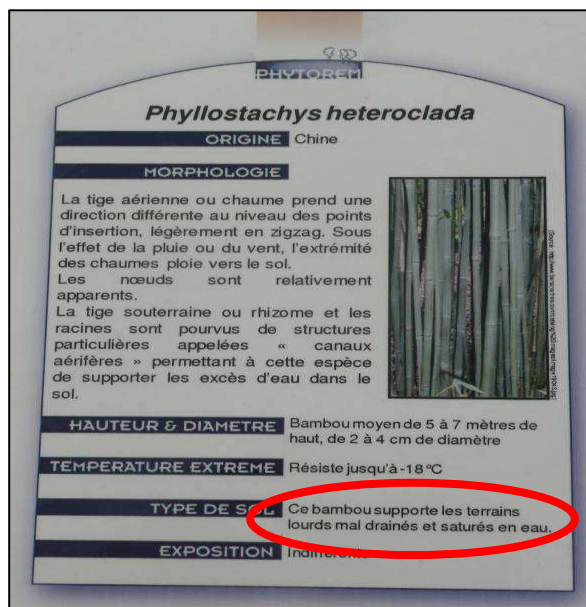 PHYTOREM
Phyllostachys heteroclada
ORIGINE Chine
MORPHOLOGIE
La tige aérienne ou chaume prend une
direction différente au niveau des points
d'insertion, légèrement en zigzag. Sous
l'effet de la pluie ou du vent, l'extrémité
des chaumes ploie vers le sol.
Les nœuds sont relativement
apparents.
La tige souterraine ou rhizome et les
racines sont pourvus de structures
particulières appelées « canaux
aérifères » permettant à cette espèce
de supporter les excès d'eau dans le
sol.
HAUTEUR & DIAMETRE Bambou moyen de 5 à 7 mètres de
haut, de 2 à 4 cm de diamètre
TEMPERATURE EXTREME Résiste jusqu'à -18 °C
TYPE DE SOL Ce bambou supporte les terrains
lourds mal drainés et saturés en eau.
EXPOSITION